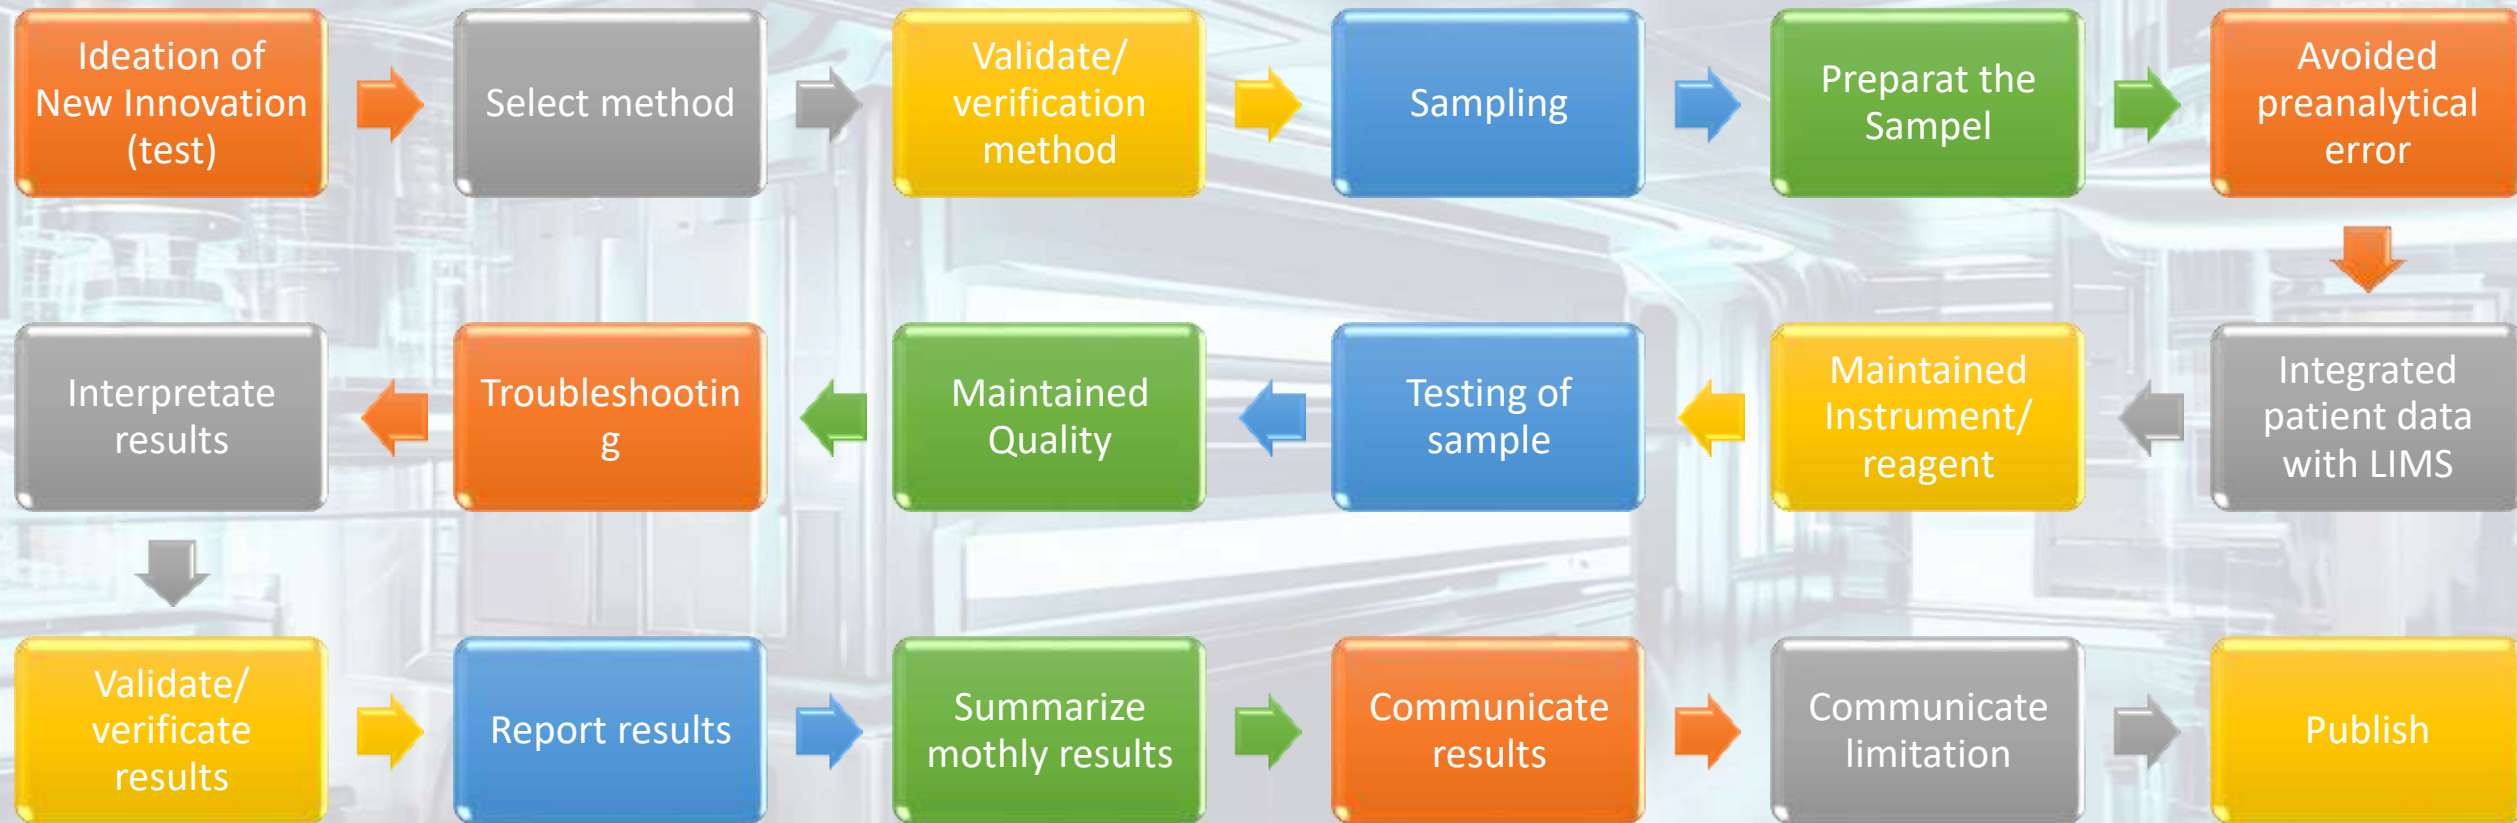 Ideation of
New Innovation
(test)
Select method
Validate/
verification
method
Sampling
Preparat the
Sampel
Avoided
preanalytical
error
Integrated
patient data
with LIMS
Maintained
Instrument/
reagent
Testing of
sample
Maintained
Quality
Troubleshootin
g
Interpretate
results
Validate/
verificate
results
Report results
Summarize
mothly results
Communicate
results
Communicate
limitation
Publish